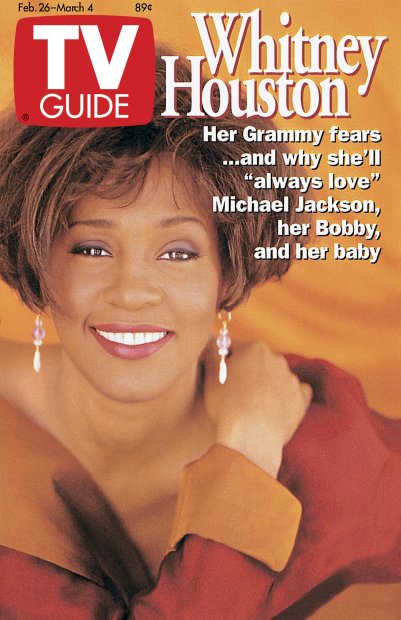 Feb. 26–March 4 89¢
TV
GUIDE
®
Whitney
Houston
Her Grammy fears
...and why she'll
“always love”
Michael Jackson,
her Bobby,
and her baby